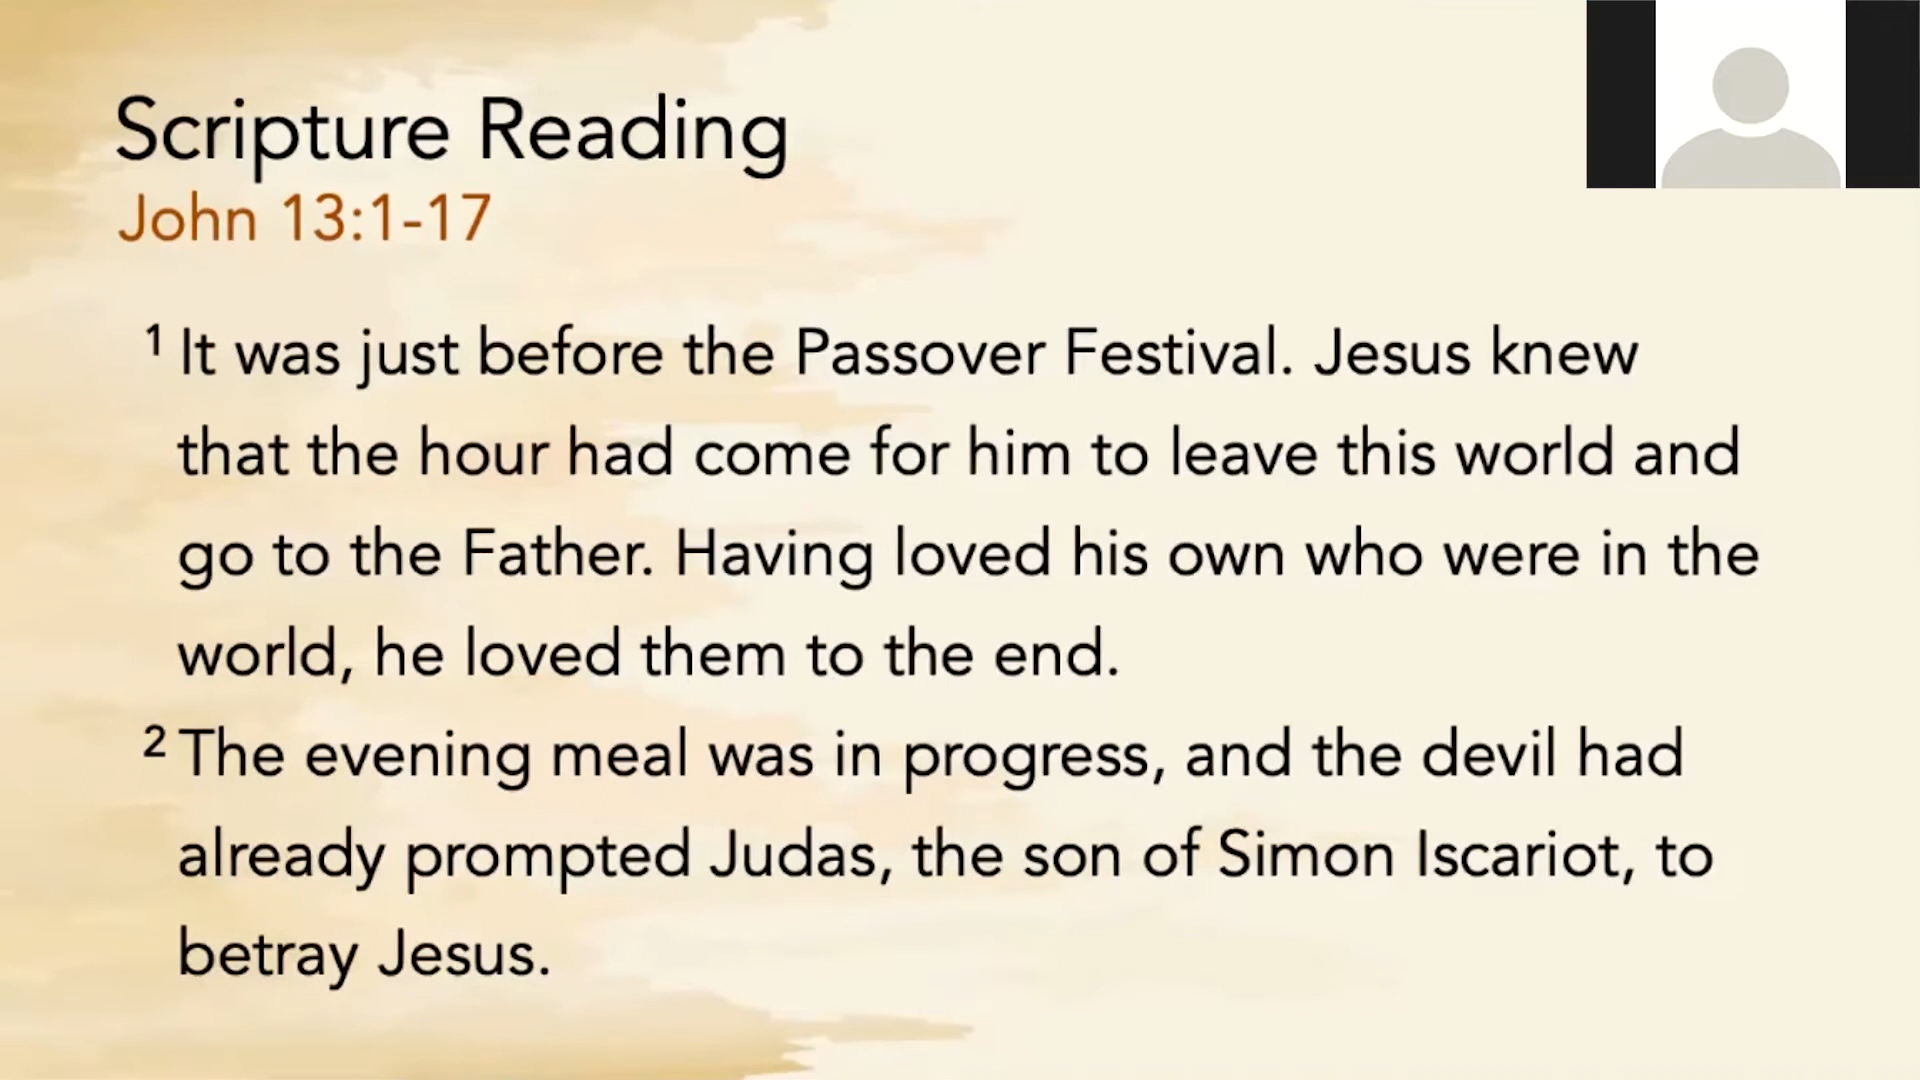 Scripture Reading
John 13:1-17
1 It was just before the Passover Festival. Jesus knew
that the hour had come for him to leave this world and
go to the Father. Having loved his own who were in the
world, he loved them to the end.
2 The evening meal was in progress, and the devil had
already prompted Judas, the son of Simon Iscariot, to
betray Jesus.